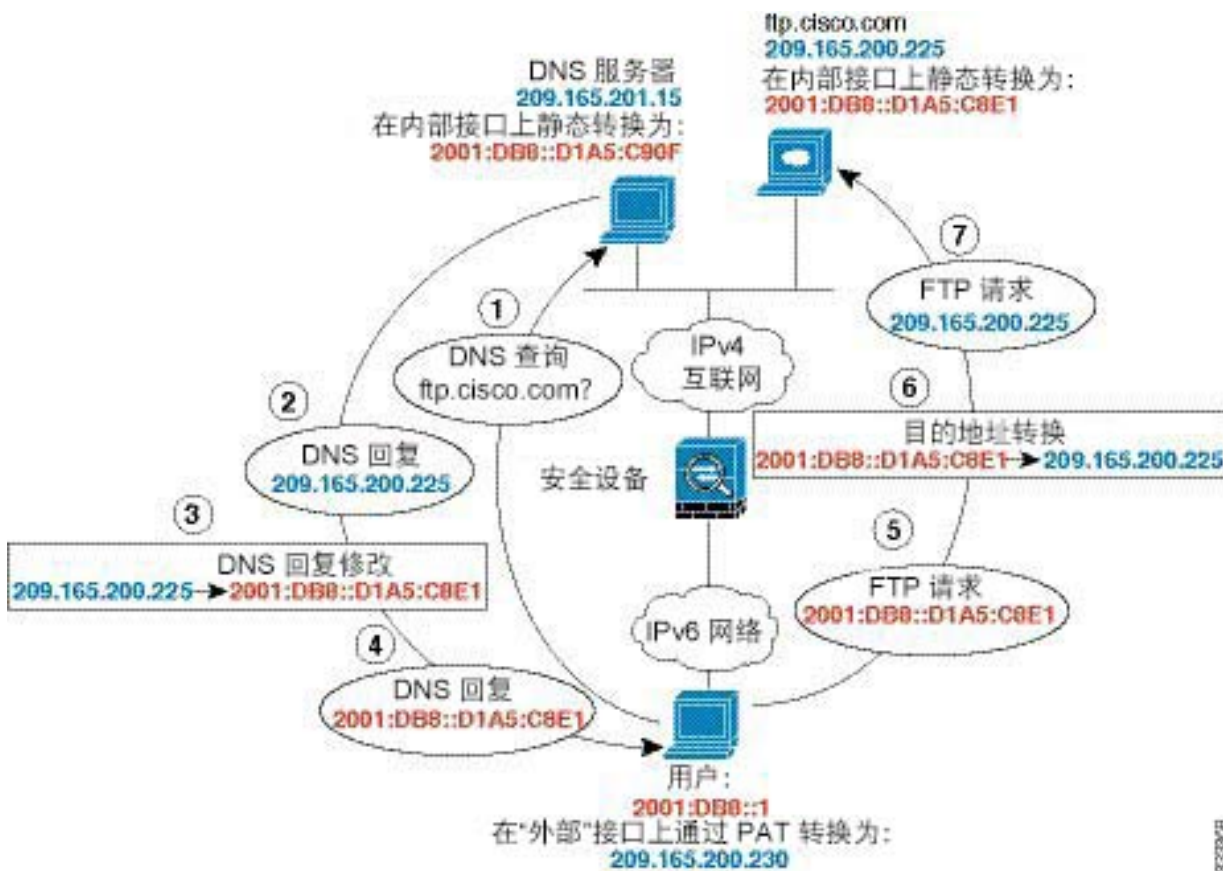 ftp.cisco.com
209.165.200.225
在内部接口上静态转换为：
2001:DB8::D1A5:C8E1
DNS 服务器
209.165.201.15
在内部接口上静态转换为：
2001:DB8::D1A5:C90F
7
FTP 请求
209.165.200.225
1
DNS 查询
ftp.cisco.com?
IPv4
互联网
2
DNS 回复
209.165.200.225
6
目的地址转换
2001:DB8::D1A5:C8E1 209.165.200.225
安全设备
3
DNS 回复修改
209.165.200.225 2001:DB8::D1A5:C8E1
5
FTP 请求
2001:DB8::D1A5:C8E1
IPv6 网络
4
DNS 回复
2001:DB8::D1A5:C8E1
用户：
2001:DB8::1
在“外部”接口上通过 PAT 转换为：
209.165.200.230